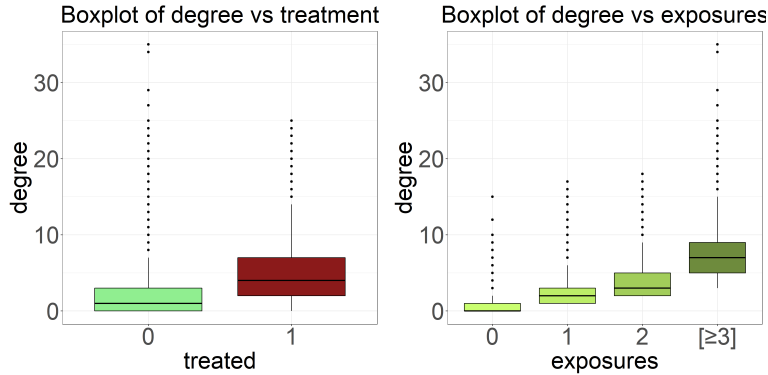 Boxplot of degree vs treatment
degree
30
20
10
0
0 1
treated
Boxplot of degree vs exposures
degree
30
20
10
0
0 1 2 [≥3]
exposures